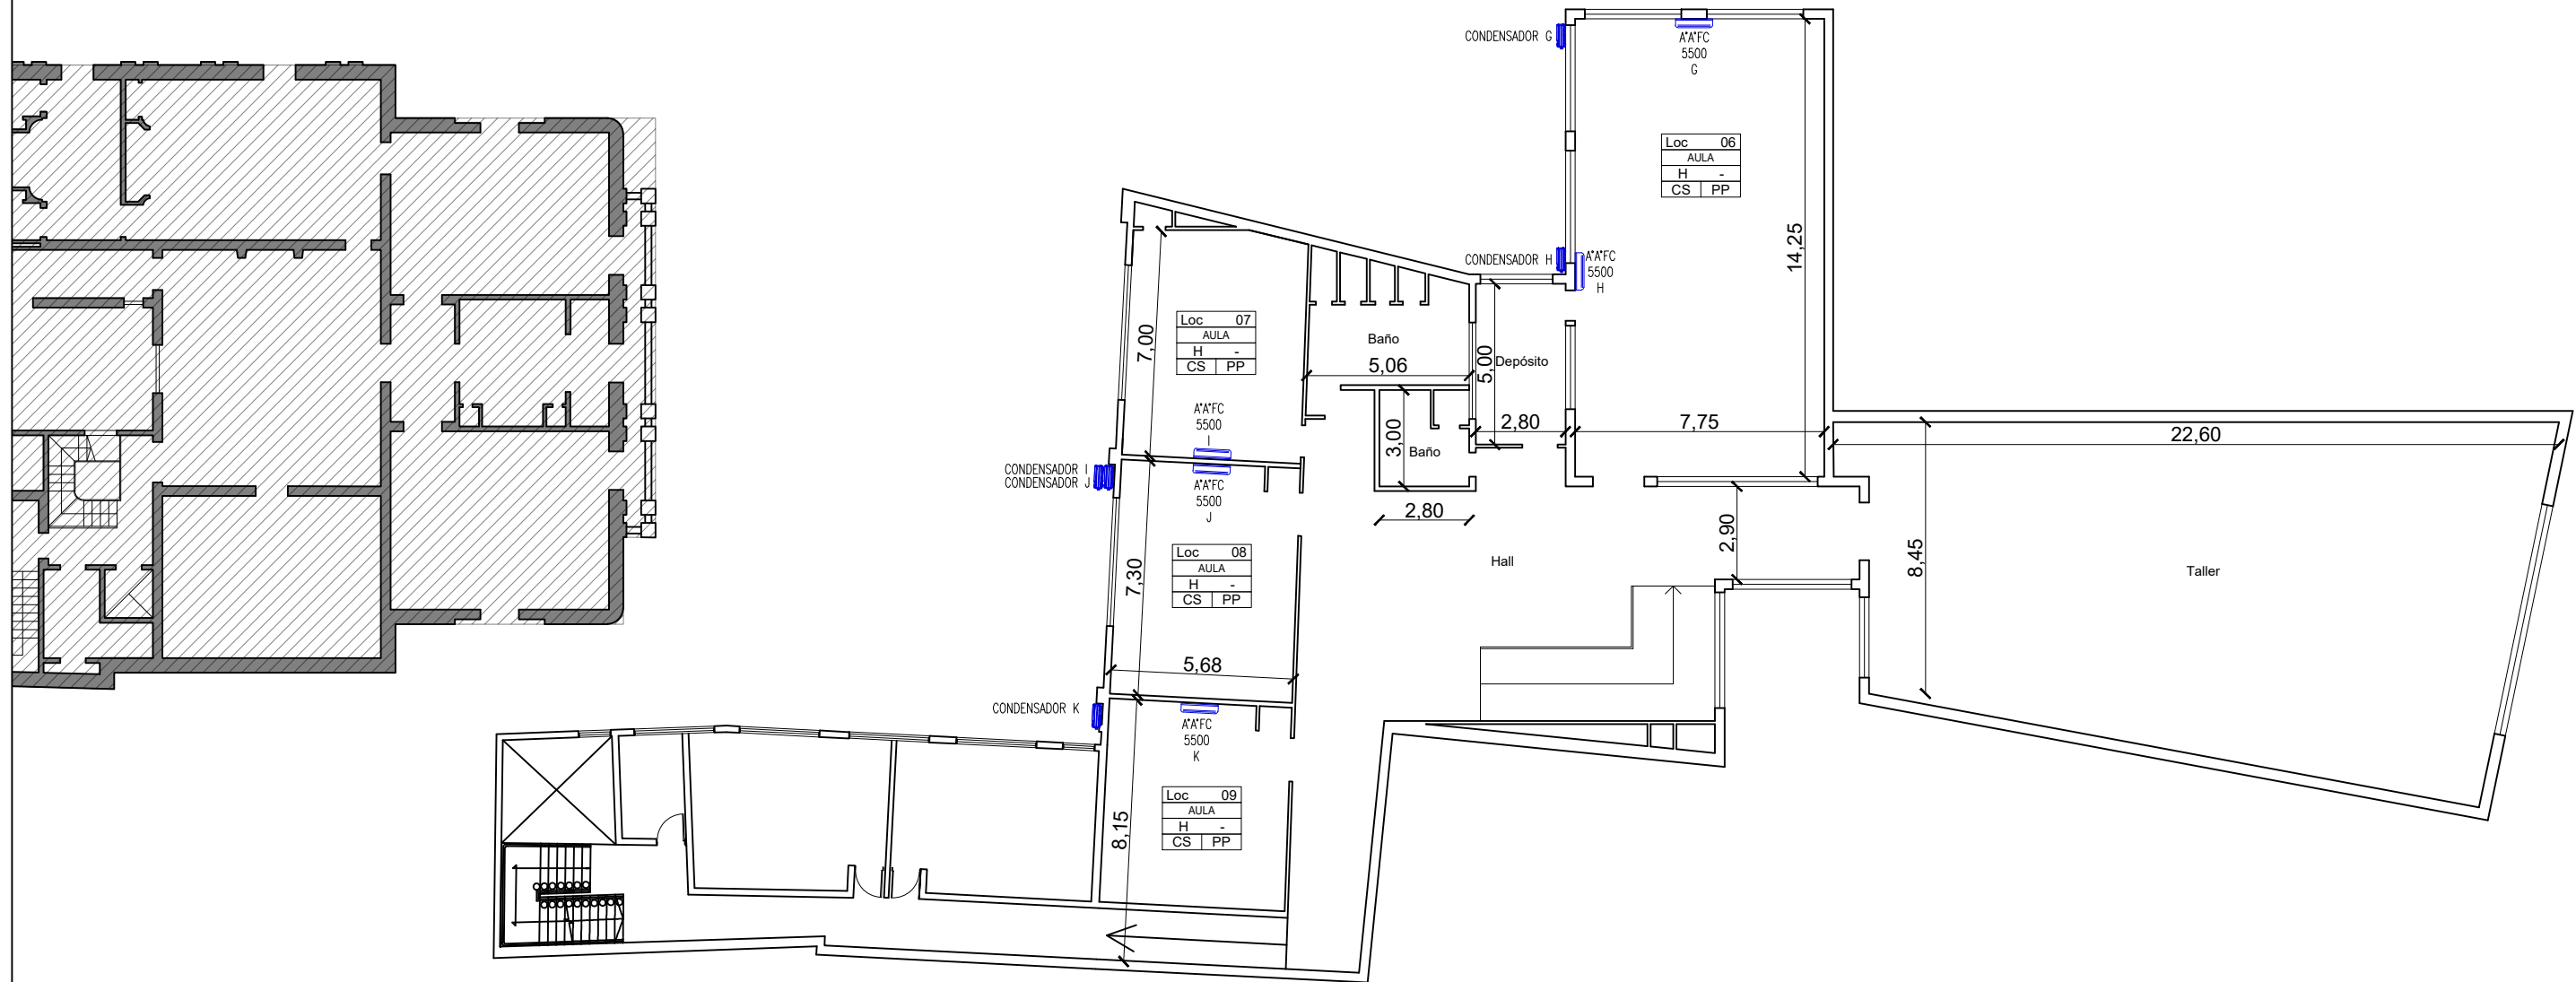 CONDENSADOR G
A°A°FC
5500
G
Loc 06
AULA
H -
CS PP
14,25
CONDENSADOR H
A°A°FC
5500
H
Loc 07
AULA
H -
CS PP
7,00
Baño
5,06
5,00
Depósito
2,80
7,75
22,60
A°A°FC
5500
I
3,00
Baño
CONDENSADOR I
CONDENSADOR J
A°A°FC
5500
J
2,80
2,90
8,45
Loc 08
AULA
H -
CS PP
7,30
Hall
Taller
5,68
CONDENSADOR K
A°A°FC
5500
K
Loc 09
AULA
H -
CS PP
8,15